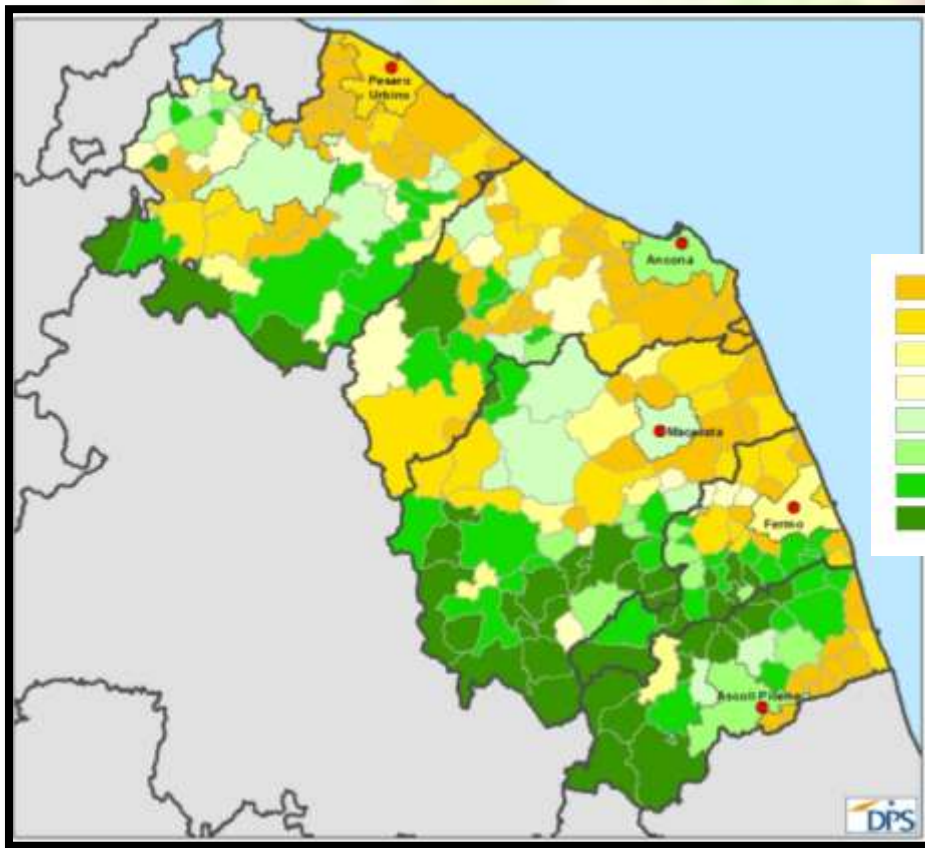 Pesaro
Urbino
Ancona
Macerata
Fermo
Ascoli Piceno
DPS